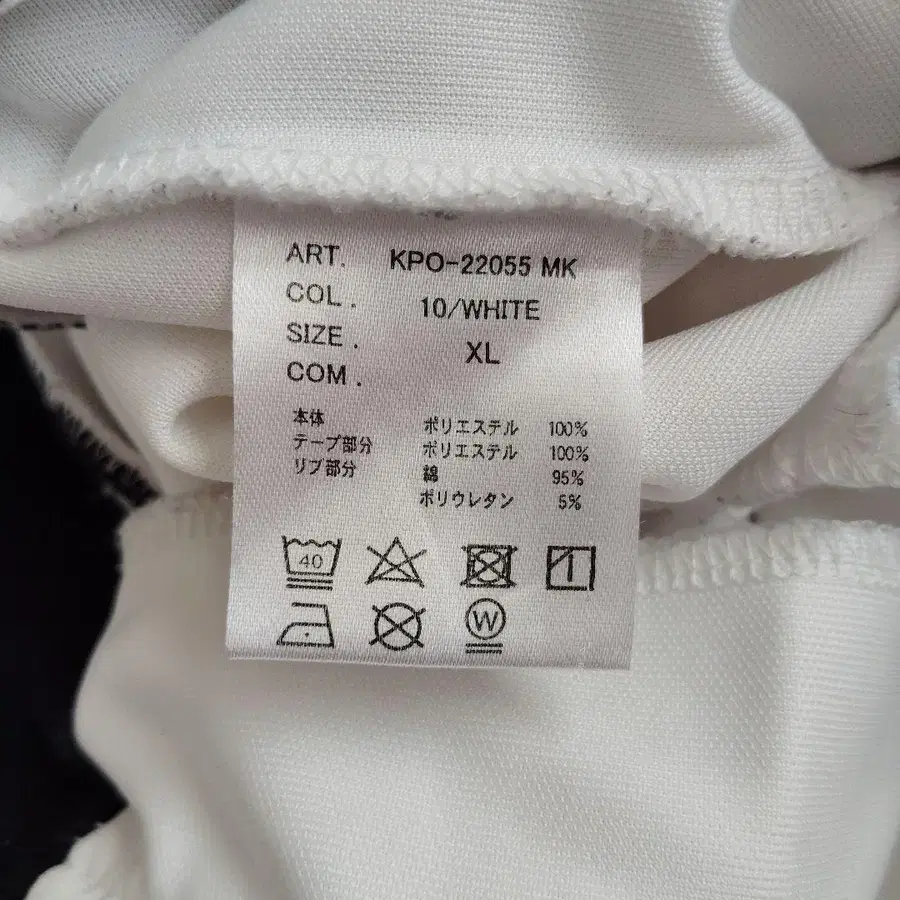 ART. KPO-22055 MK
COL. 10/WHITE
SIZE. XL
COM.
本体 ポリエステル 100%
テープ部分 ポリエステル 100%
リブ部分 綿 95%
ポリウレタン 5%
40
W